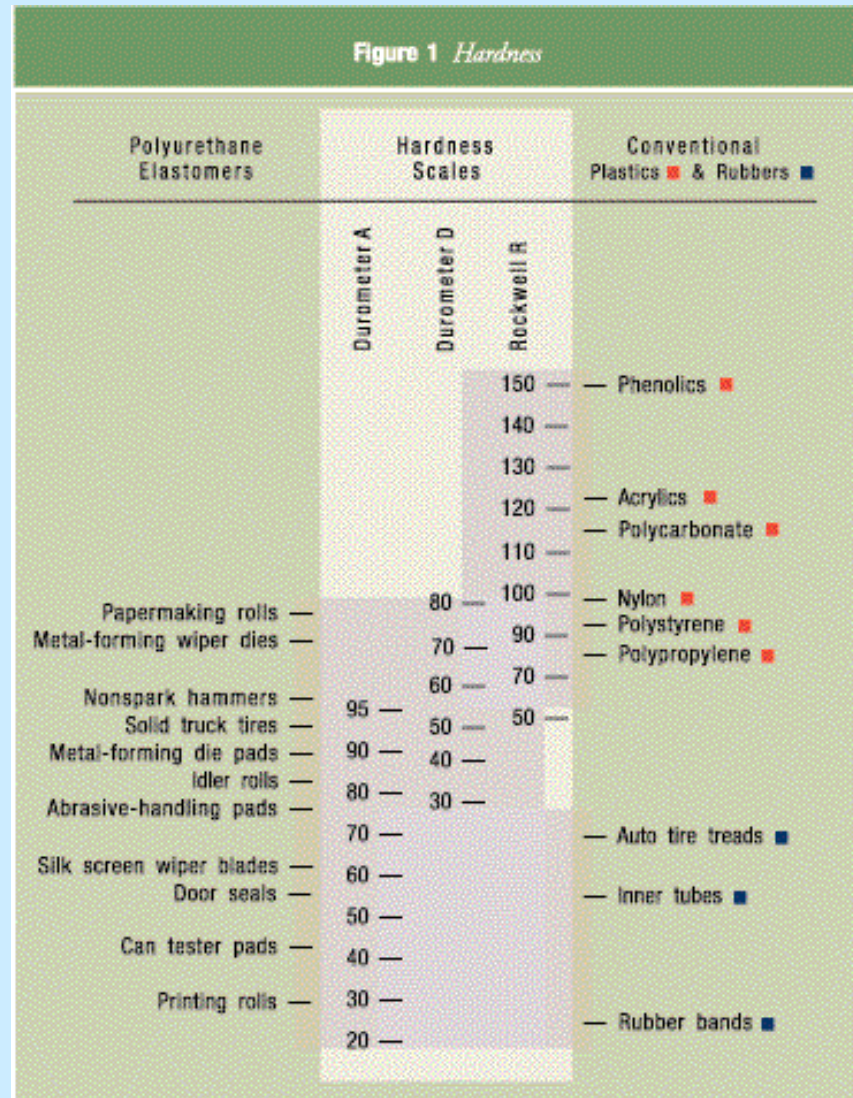 Figure 1 Hardness
Polyurethane
Elastomers
Hardness
Scales
Conventional
Plastics & Rubbers
Durometer A
Durometer D
Rockwell R
150
140
130
120
110
100
90
70
50
80
70
60
50
40
30
95
90
80
70
60
50
40
30
20
Papermaking rolls
Metal-forming wiper dies
Nonspark hammers
Solid truck tires
Metal-forming die pads
Idler rolls
Abrasive-handling pads
Silk screen wiper blades
Door seals
Can tester pads
Printing rolls
Phenolics
Acrylics
Polycarbonate
Nylon
Polystyrene
Polypropylene
Auto tire treads
Inner tubes
Rubber bands